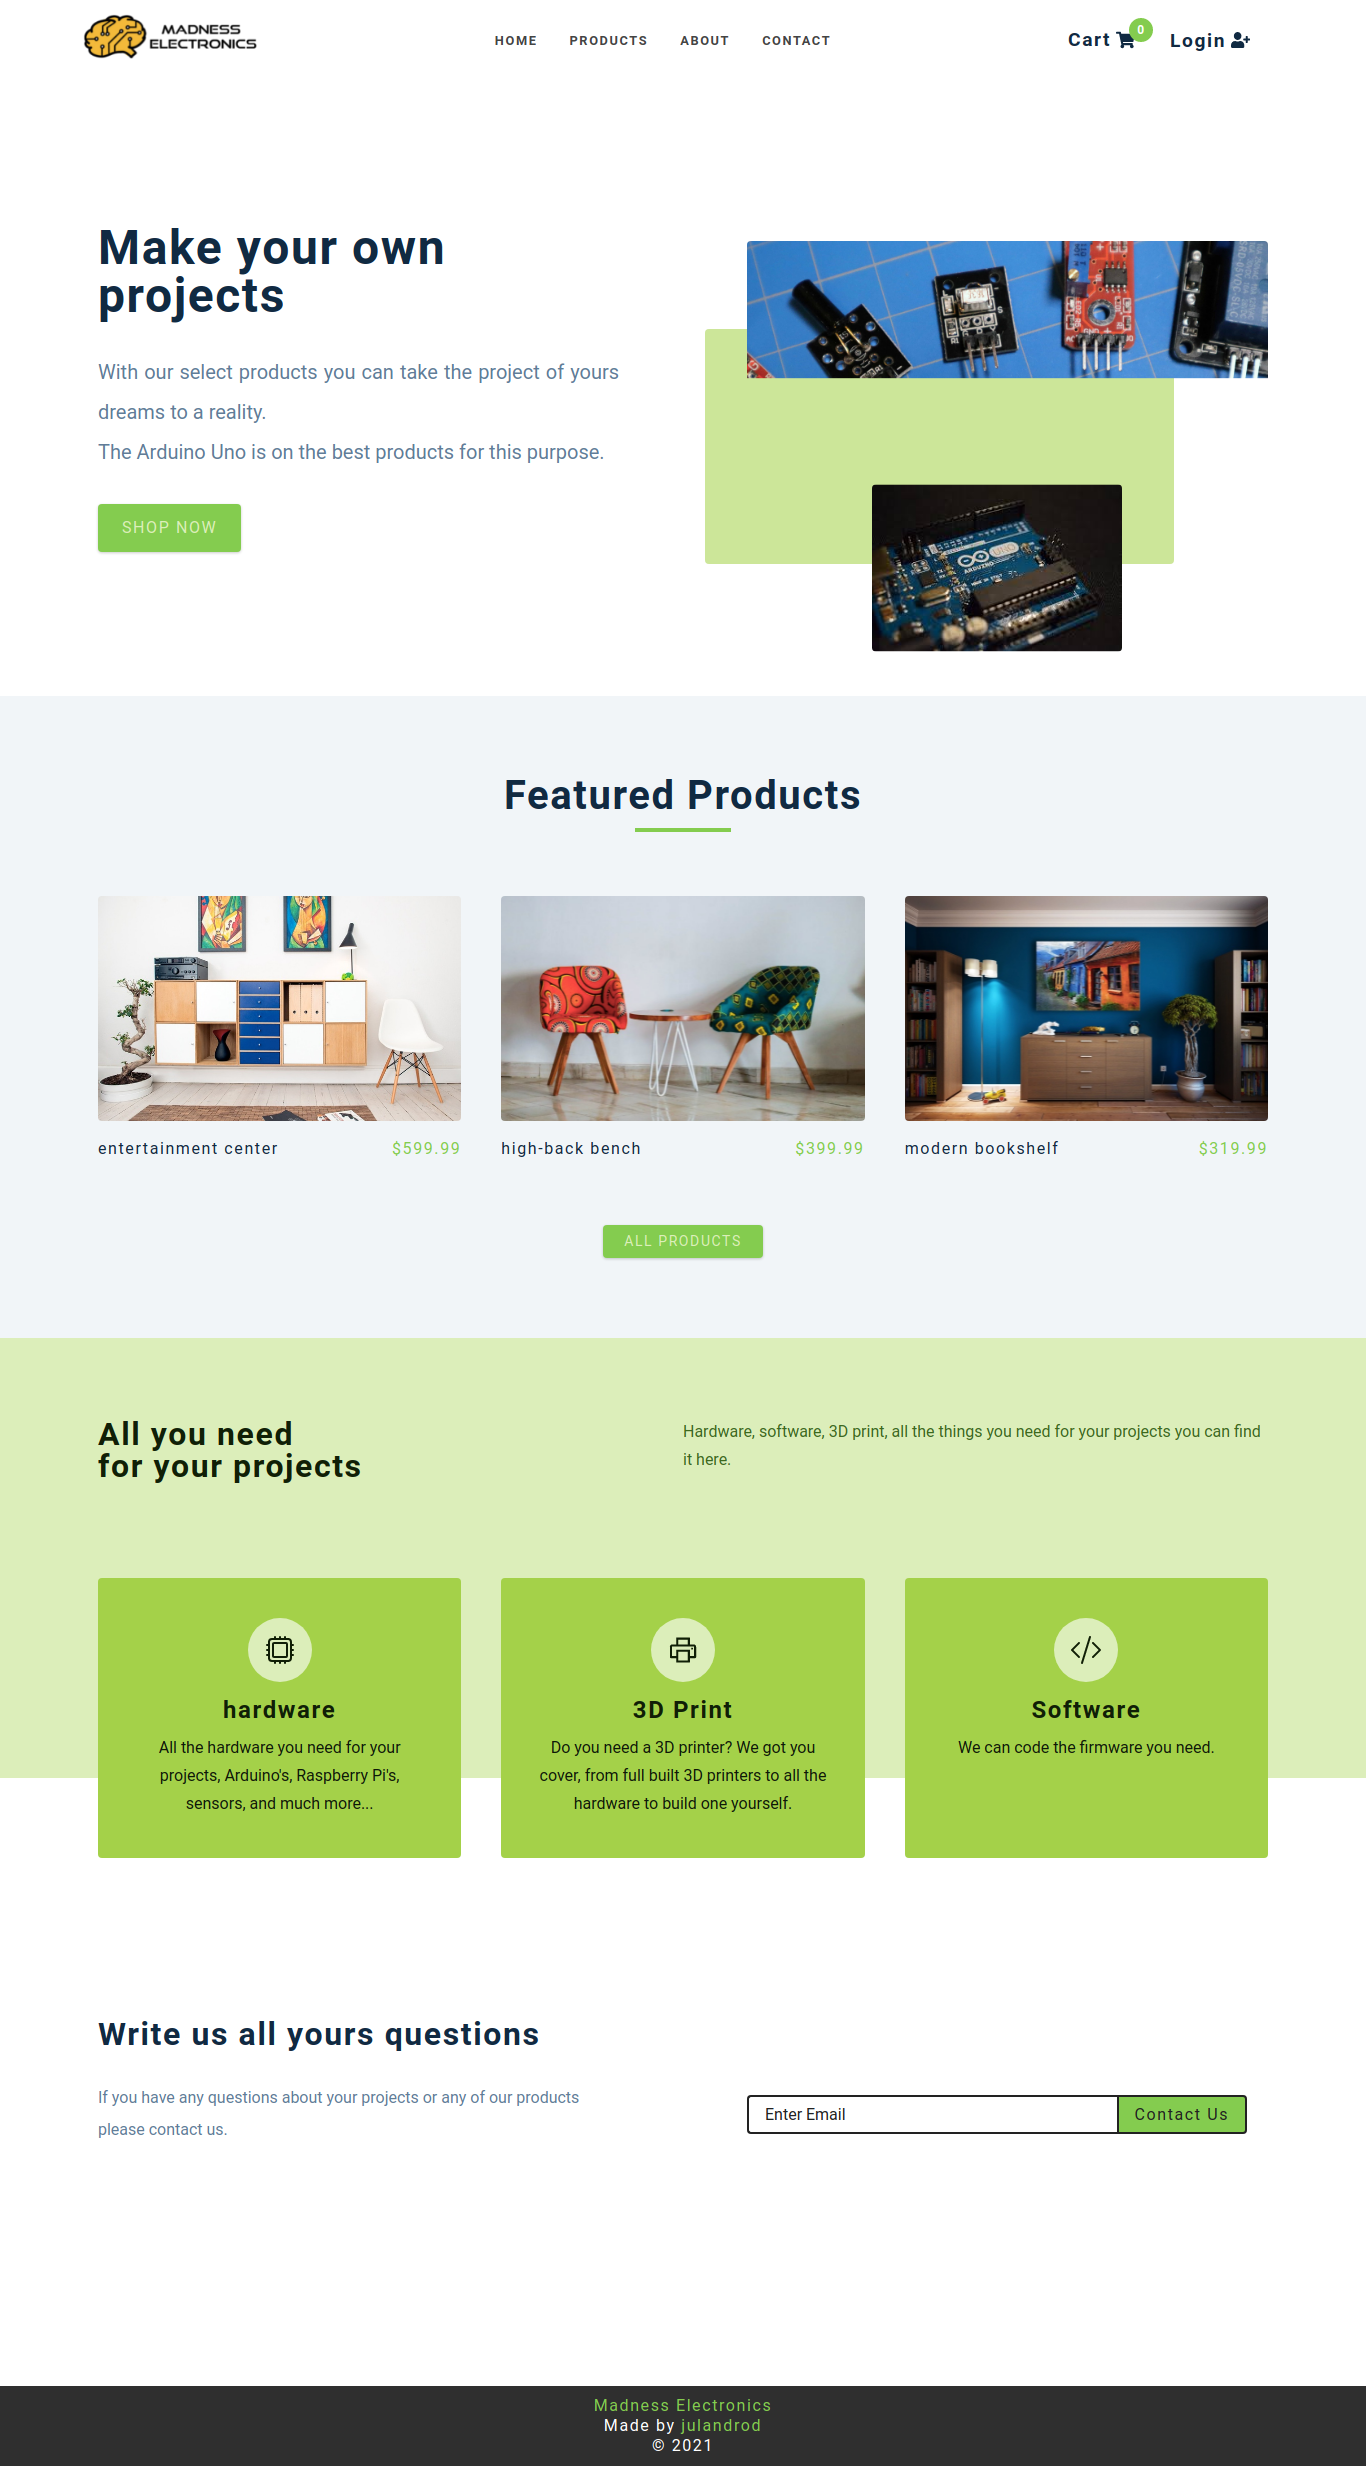 MADNESS
ELECTRONICS
HOME PRODUCTS ABOUT CONTACT
Cart 0 Login
Make your own
projects
With our select products you can take the project of yours
dreams to a reality.
The Arduino Uno is on the best products for this purpose.
SHOP NOW
UNO
ARDUINO
Featured Products
entertainment center $599.99
high-back bench $399.99
modern bookshelf $319.99
ALL PRODUCTS
All you need
for your projects
Hardware, software, 3D print, all the things you need for your projects you can find
it here.
hardware
All the hardware you need for your
projects, Arduino's, Raspberry Pi's,
sensors, and much more...
3D Print
Do you need a 3D printer? We got you
cover, from full built 3D printers to all the
hardware to build one yourself.
Software
We can code the firmware you need.
Write us all yours questions
If you have any questions about your projects or any of our products
please contact us.
Enter Email
Contact Us
Madness Electronics
Made by julandrod
© 2021